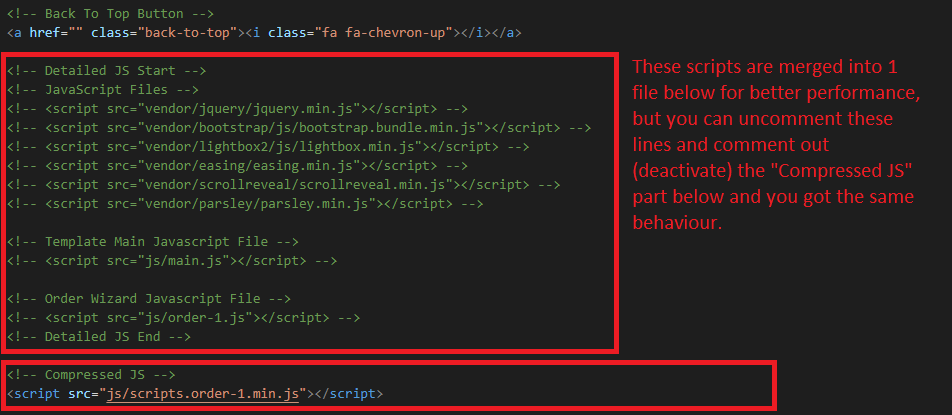 <!-- Back To Top Button -->
<a href="" class="back-to-top"><i class="fa fa-chevron-up"></i></a>
<!-- Detailed JS Start -->
<!-- JavaScript Files -->
<!-- <script src="vendor/jquery/jquery.min.js"></script> -->
<!-- <script src="vendor/bootstrap/js/bootstrap.bundle.min.js"></script> -->
<!-- <script src="vendor/lightbox2/js/lightbox.min.js"></script> -->
<!-- <script src="vendor/easing/easing.min.js"></script> -->
<!-- <script src="vendor/scrollreveal/scrollreveal.min.js"></script> -->
<!-- <script src="vendor/parsley/parsley.min.js"></script> -->
<!-- Template Main Javascript File -->
<!-- <script src="js/main.js"></script> -->
<!-- Order Wizard Javascript File -->
<!-- <script src="js/order-1.js"></script> -->
<!-- Detailed JS End -->
These scripts are merged into 1
file below for better performance,
but you can uncomment these
lines and comment out
(deactivate) the "Compressed JS"
part below and you got the same
behaviour.
<!-- Compressed JS -->
<script src="js/scripts.order-1.min.js"></script>